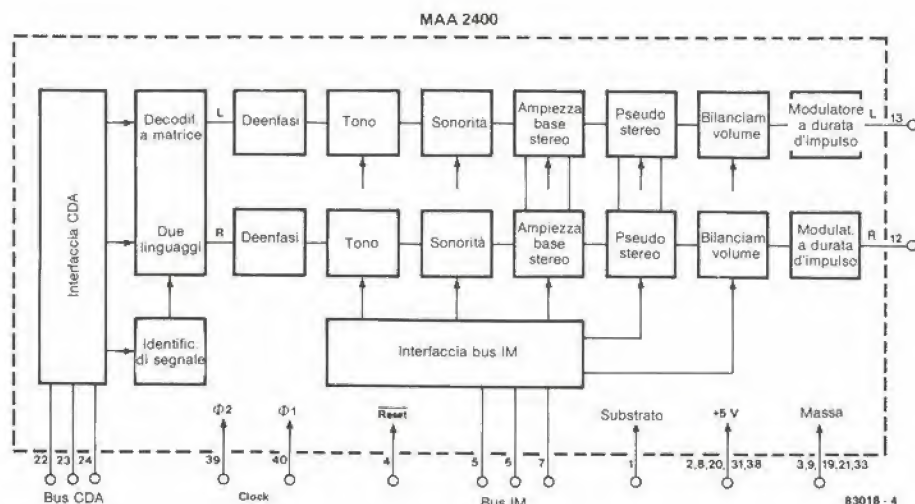 MAA 2400
Interfaccia CDA
Decodif.
a matrice
Due
linguaggi
Identific.
di segnale
L
Deenfasi
Tono
Sonorità
Ampiezza
base
stereo
Pseudo
stereo
Bilanciam
volume
Modulatore
a durata
d'impulso
L
13
R
Deenfasi
Tono
Sonorità
Ampiezza
base
stereo
Pseudo
stereo
Bilanciam
volume
Modulat.
a durata
d'impulso
R
12
Interfaccia bus IM
Φ2
Φ1
Reset
Substrato
+5 V
Massa
22
23
24
39
40
4
5
6
7
1
2,8,20, 31,38
3,9, 19,21,33
Bus CDA
Clock
Bus IM
83016 - 4